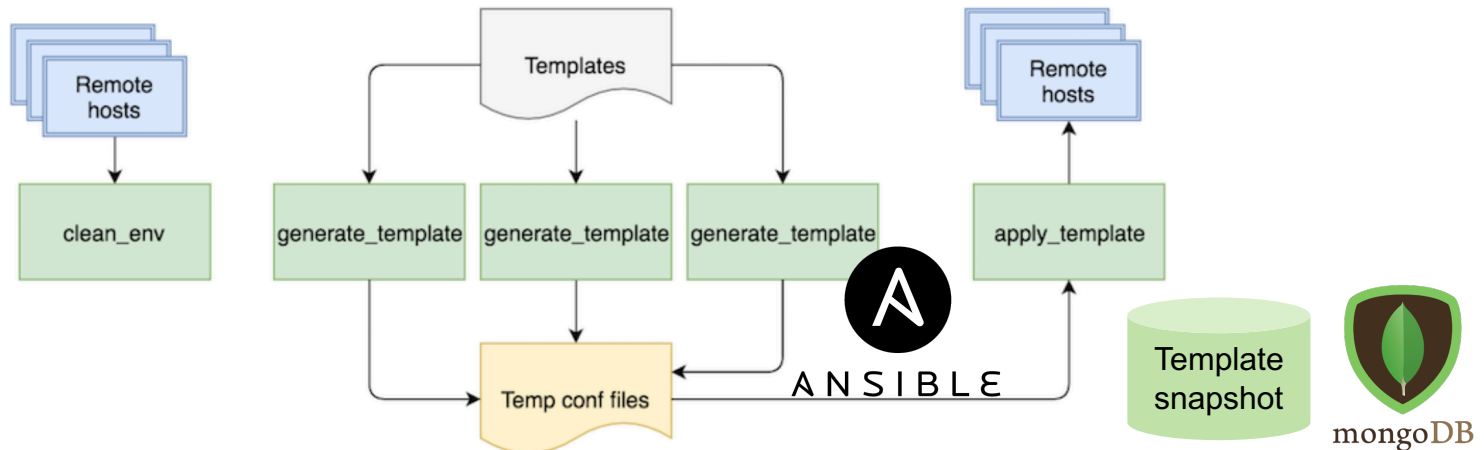 Remote
hosts
Templates
Remote
hosts
clean_env
generate_template
generate_template
generate_template
apply_template
Temp conf files
ANSIBLE
Template
snapshot
mongoDB